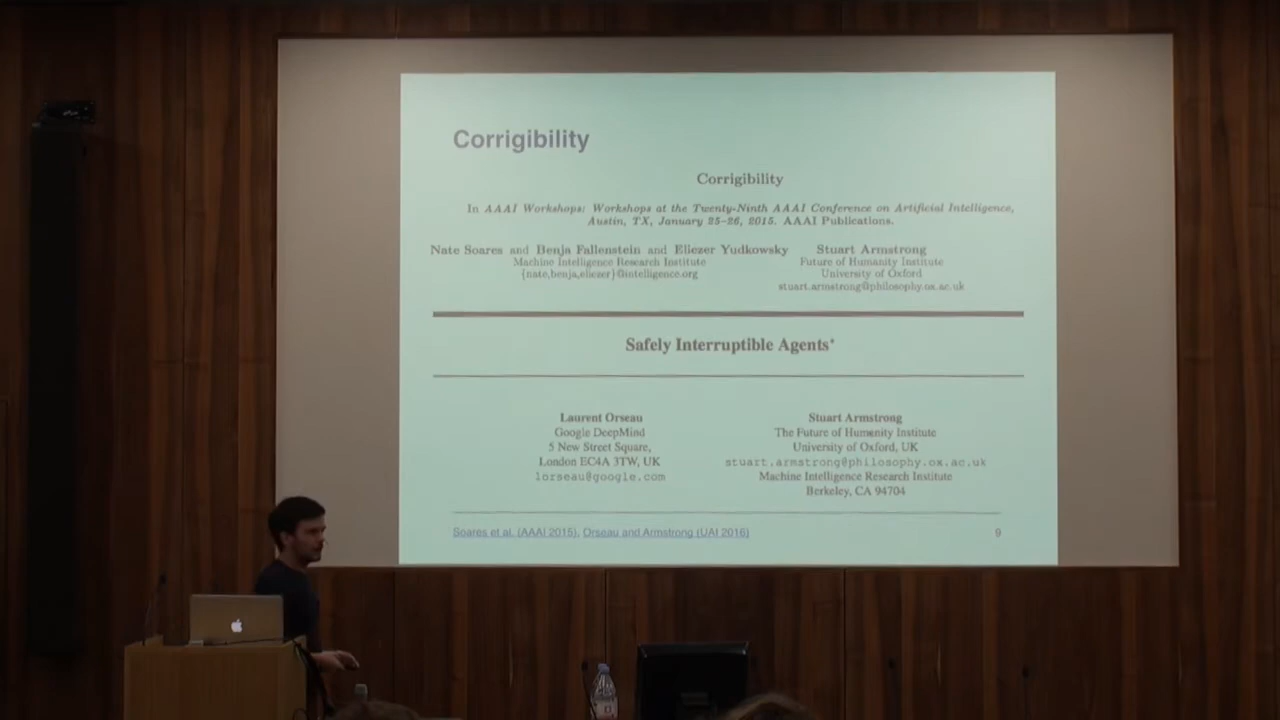 Corrigibility
Corrigibility
In AAAI Workshops: Workshops at the Twenty-Ninth AAAI Conference on Artificial Intelligence,
Austin, TX, January 25–26, 2015. AAAI Publications.
Nate Soares and Benja Fallenstein and Eliezer Yudkowsky
Machine Intelligence Research Institute
{nate,benja,eliezer}@intelligence.org
Stuart Armstrong
Future of Humanity Institute
University of Oxford
stuart.armstrong@philosophy.ox.ac.uk
Safely Interruptible Agents*
Laurent Orseau
Google DeepMind
5 New Street Square,
London EC4A 3TW, UK
lorseau@google.com
Stuart Armstrong
The Future of Humanity Institute
University of Oxford, UK
stuart.armstrong@philosophy.ox.ac.uk
Machine Intelligence Research Institute
Berkeley, CA 94704
Soares et al. (AAAI 2015), Orseau and Armstrong (UAI 2016)
9